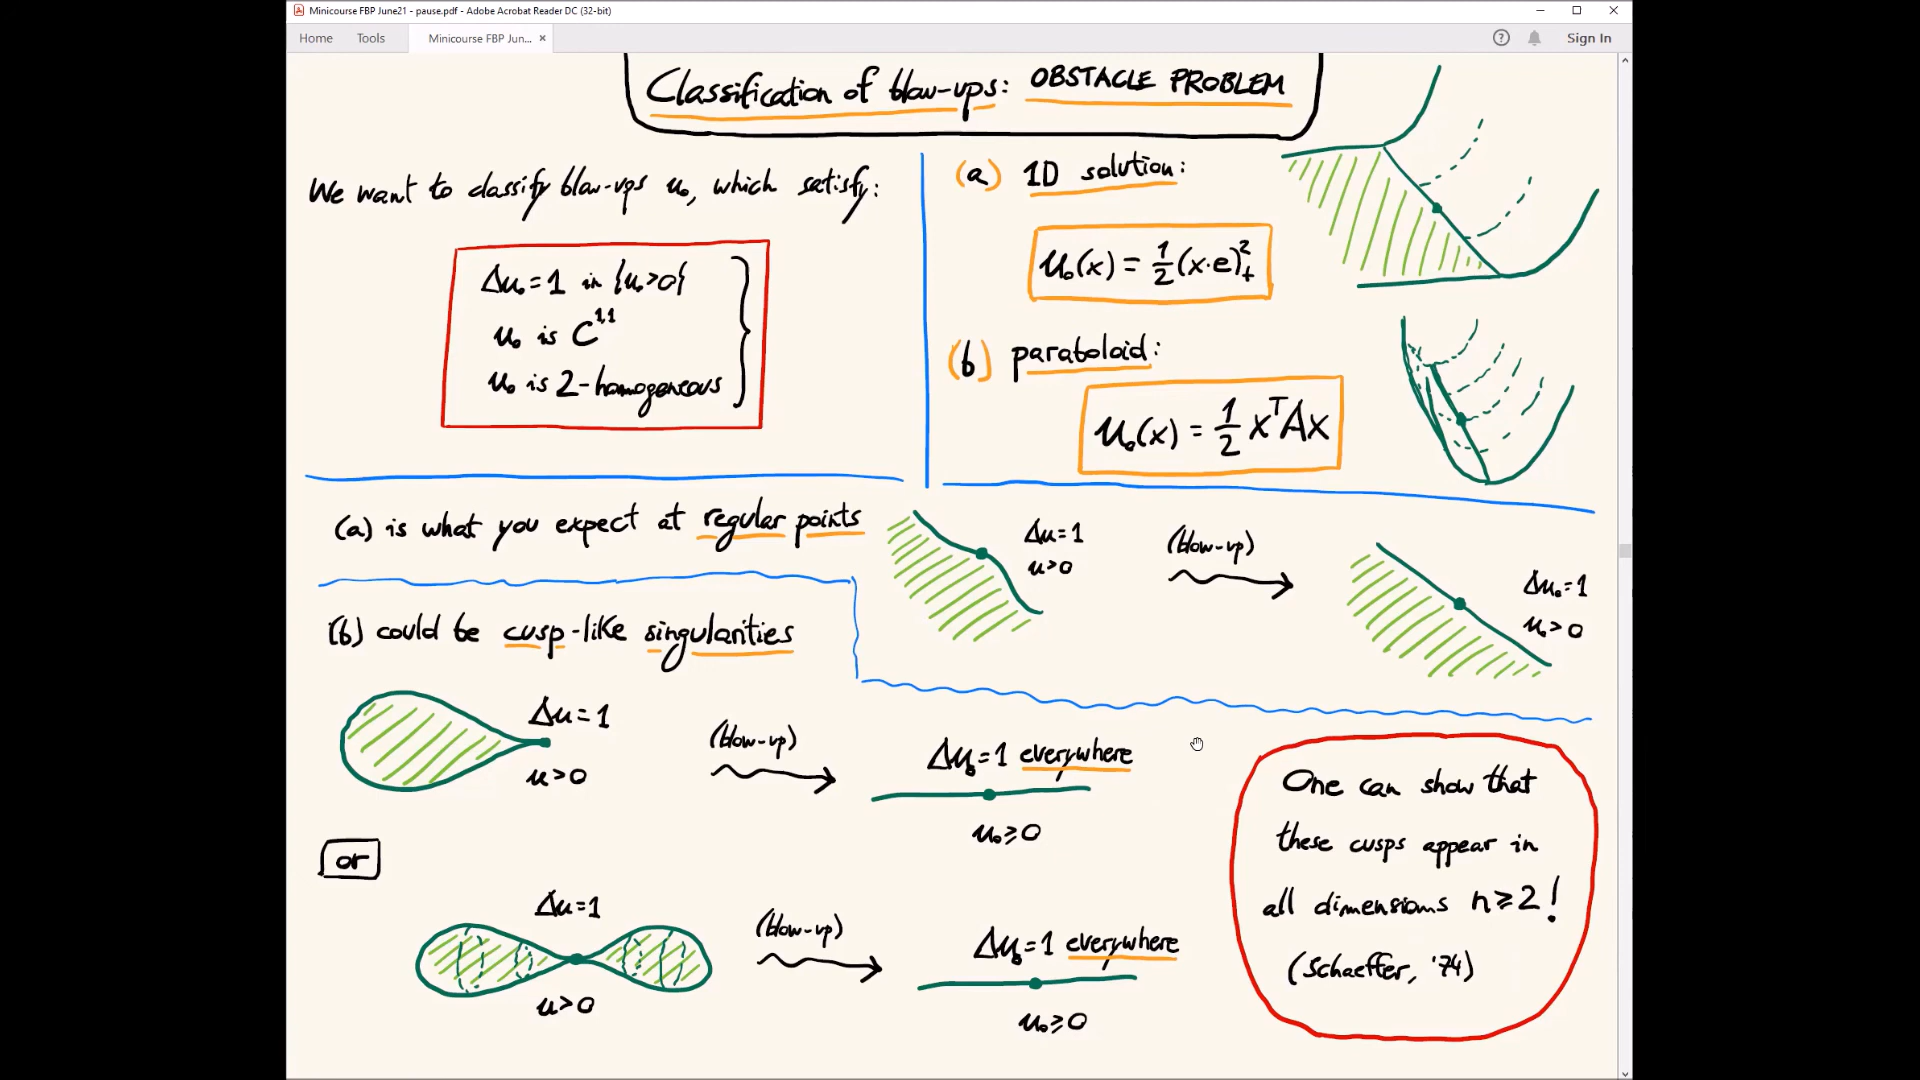 Minicourse FBP June21 - pause.pdf - Adobe Acrobat Reader DC (32-bit)
Home Tools Minicourse FBP Jun... × Sign In
Classification of blow-ups: OBSTACLE PROBLEM
We want to classify blow-ups u₀, which satisfy:
Δu₀ = 1 in {u₀>0}
u₀ is C^{1,1}
u₀ is 2-homogeneous
(a) 1D solution:
u₀(x) = 1/2 (x·e)₊²
(b) paraboloid:
u₀(x) = 1/2 xᵀAx
(a) is what you expect at regular points
Δu=1
u>0
(blow-up)
Δu₀=1
u₀>0
(b) could be cusp-like singularities
Δu=1
u>0
(blow-up)
Δu₀=1 everywhere
u₀⩾0
or
Δu=1
u>0
(blow-up)
Δu₀=1 everywhere
u₀⩾0
One can show that
these cusps appear in
all dimensions n⩾2!
(Schaeffer, '74)